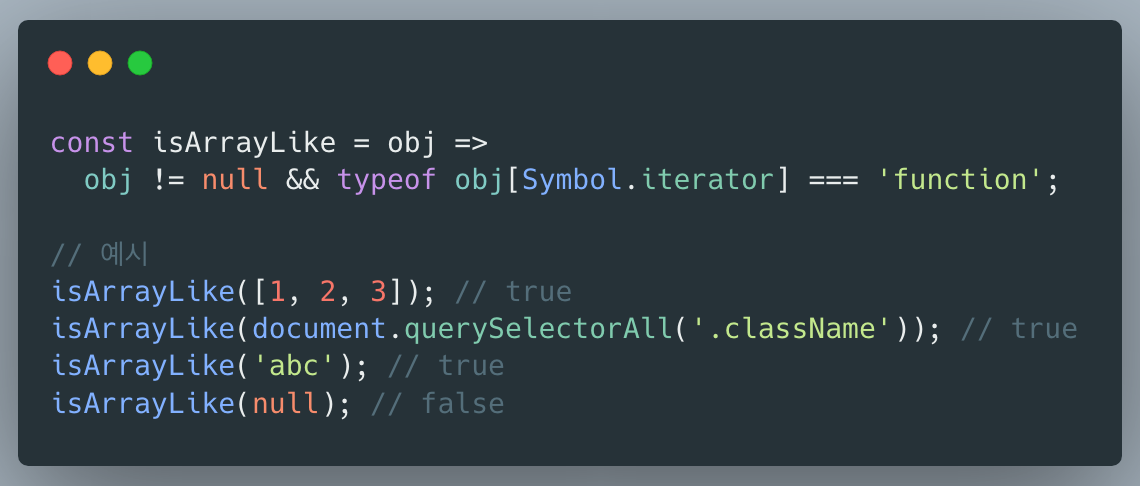 const isArrayLike = obj =>
  obj != null && typeof obj[Symbol.iterator] === 'function';

// 예시
isArrayLike([1, 2, 3]); // true
isArrayLike(document.querySelectorAll('.className')); // true
isArrayLike('abc'); // true
isArrayLike(null); // false